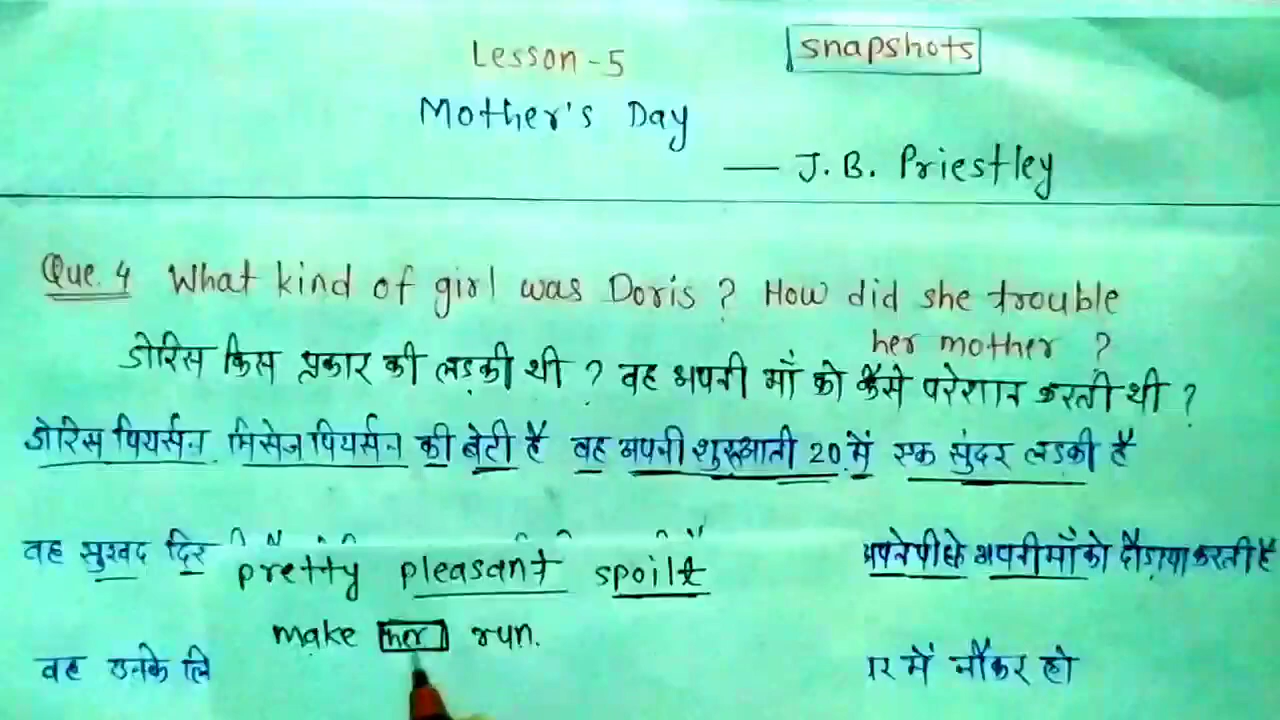 Lesson - 5
snapshots
Mother's Day
— J. B. Priestley
Que. 4 What kind of girl was Doris ? How did she trouble
her mother ?
डोरिस किस प्रकार की लड़की थी ? वह अपनी माँ को कैसे परेशान करती थी ?
डोरिस पियर्सन मिसेज पियर्सन की बेटी है वह अपनी शुरुआती 20 में एक सुंदर लड़की है
वह सुखद दिर अपने पीछे अपनी माँ को दौड़ाया करती है
pretty pleasant spoilt
make her run.
वह उनके लि र में नौकर हो